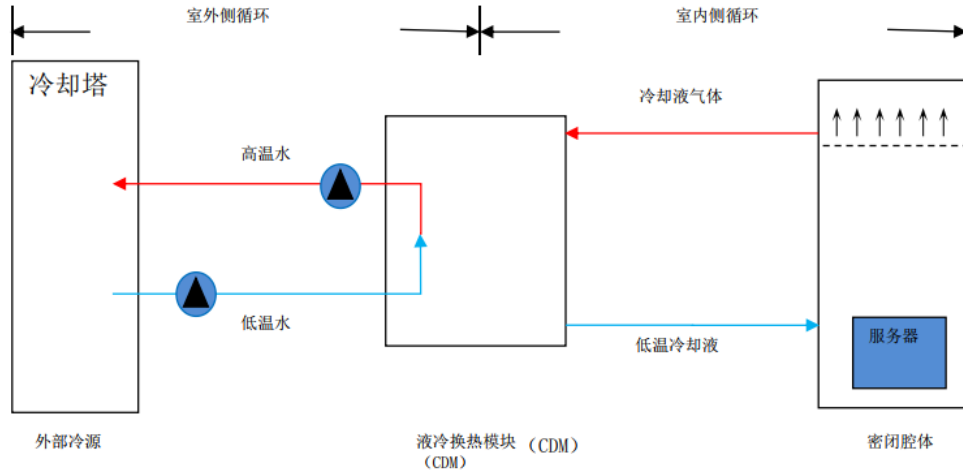 室外侧循环
室内侧循环
冷却塔
冷却液气体
高温水
低温水
低温冷却液
服务器
外部冷源
液冷换热模块（CDM）
（CDM）
密闭腔体